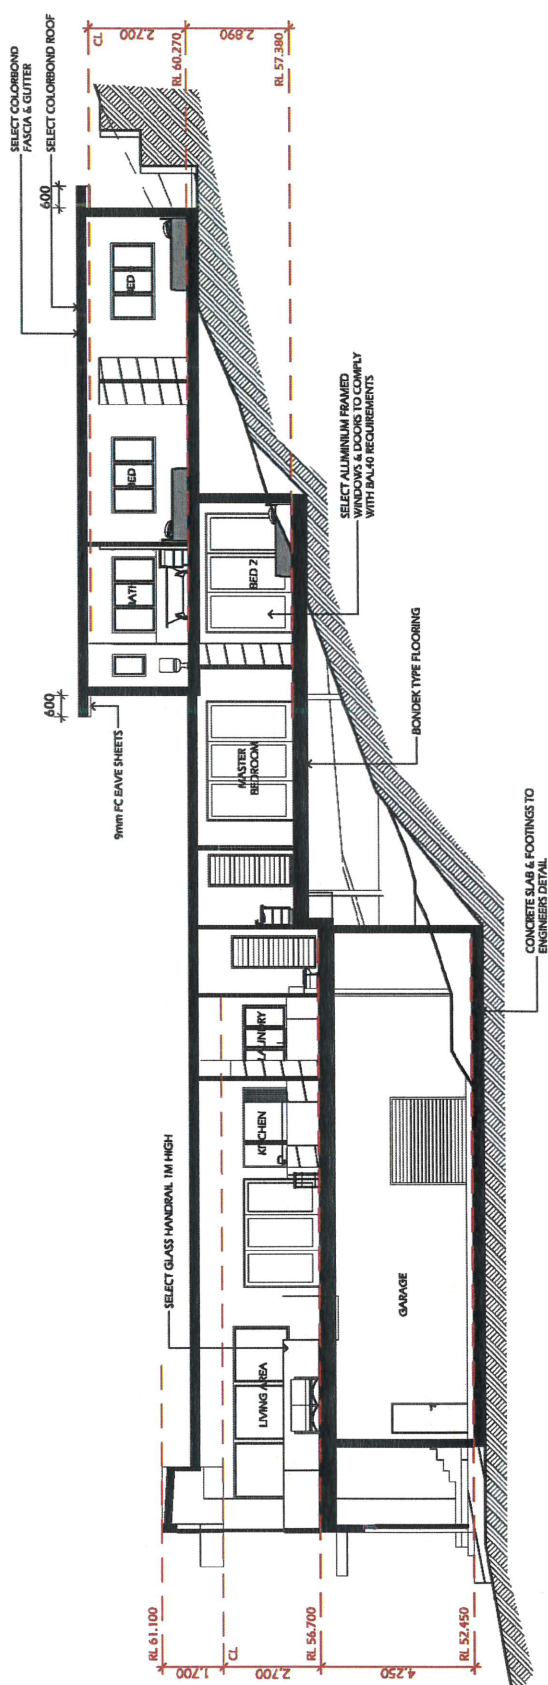 SELECT COLORBOND
FASCIA & GUTTER
SELECT COLORBOND ROOF
600
600
9mm FC EAVE SHEETS
CL
2.700
RL 60.270
2.890
RL 57.380
BED
BED
BATH
BED 2
MASTER
BEDROOM
SELECT ALUMINIUM FRAMED
WINDOWS & DOORS TO COMPLY
WITH BAL40 REQUIREMENTS
BONDEK TYPE FLOORING
CONCRETE SLAB & FOOTINGS TO
ENGINEERS DETAIL
SELECT GLASS HANDRAIL 1M HIGH
LAUNDRY
KITCHEN
LIVING AREA
GARAGE
RL 61.100
1.700
CL
2.700
RL 56.700
4.250
RL 52.450